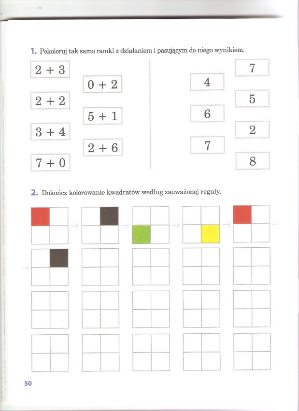 1. Pokoloruj tak samo ramki z działaniem i pasującym do niego wynikiem.
2 + 3
0 + 2
2 + 2
5 + 1
3 + 4
2 + 6
7 + 0
7
4
5
6
2
7
8
2. Dokończ kolorowanie kwadratów według zauważonej reguły.
50